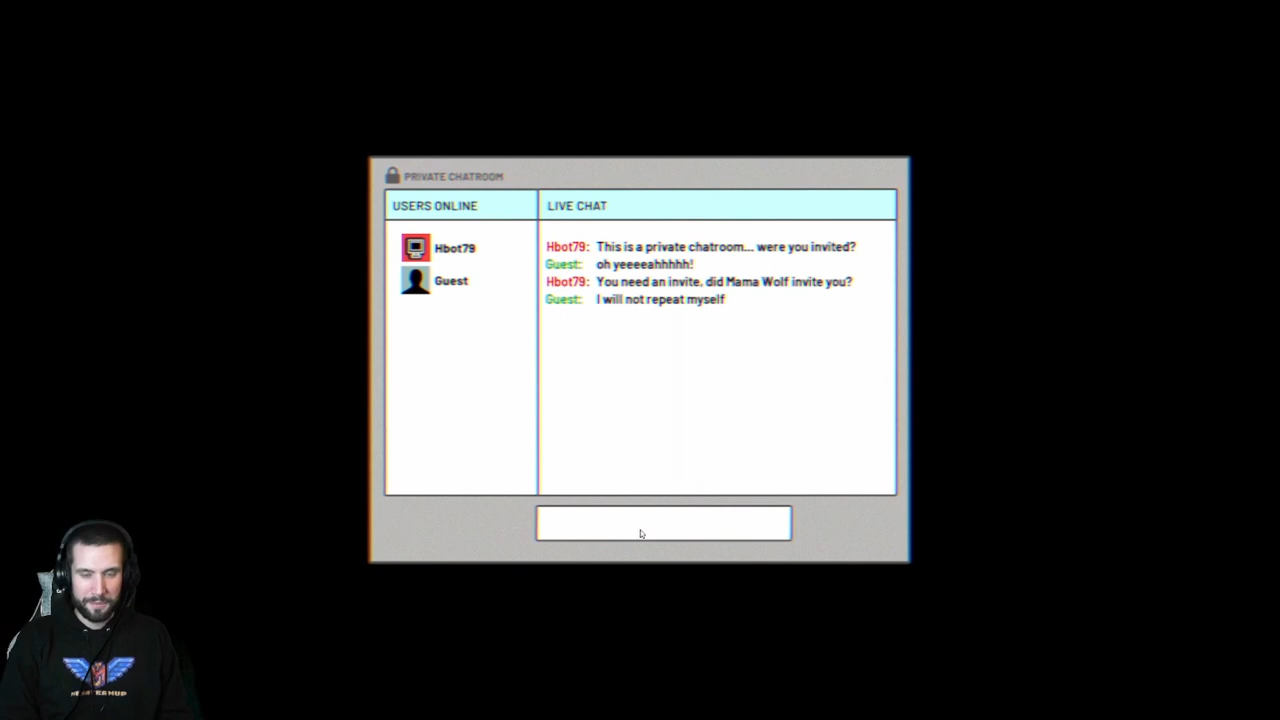 PRIVATE CHATROOM
USERS ONLINE
LIVE CHAT
Hbot79
Guest
Hbot79: This is a private chatroom... were you invited?
Guest: oh yeeeeahhhhh!
Hbot79: You need an invite, did Mama Wolf invite you?
Guest: I will not repeat myself